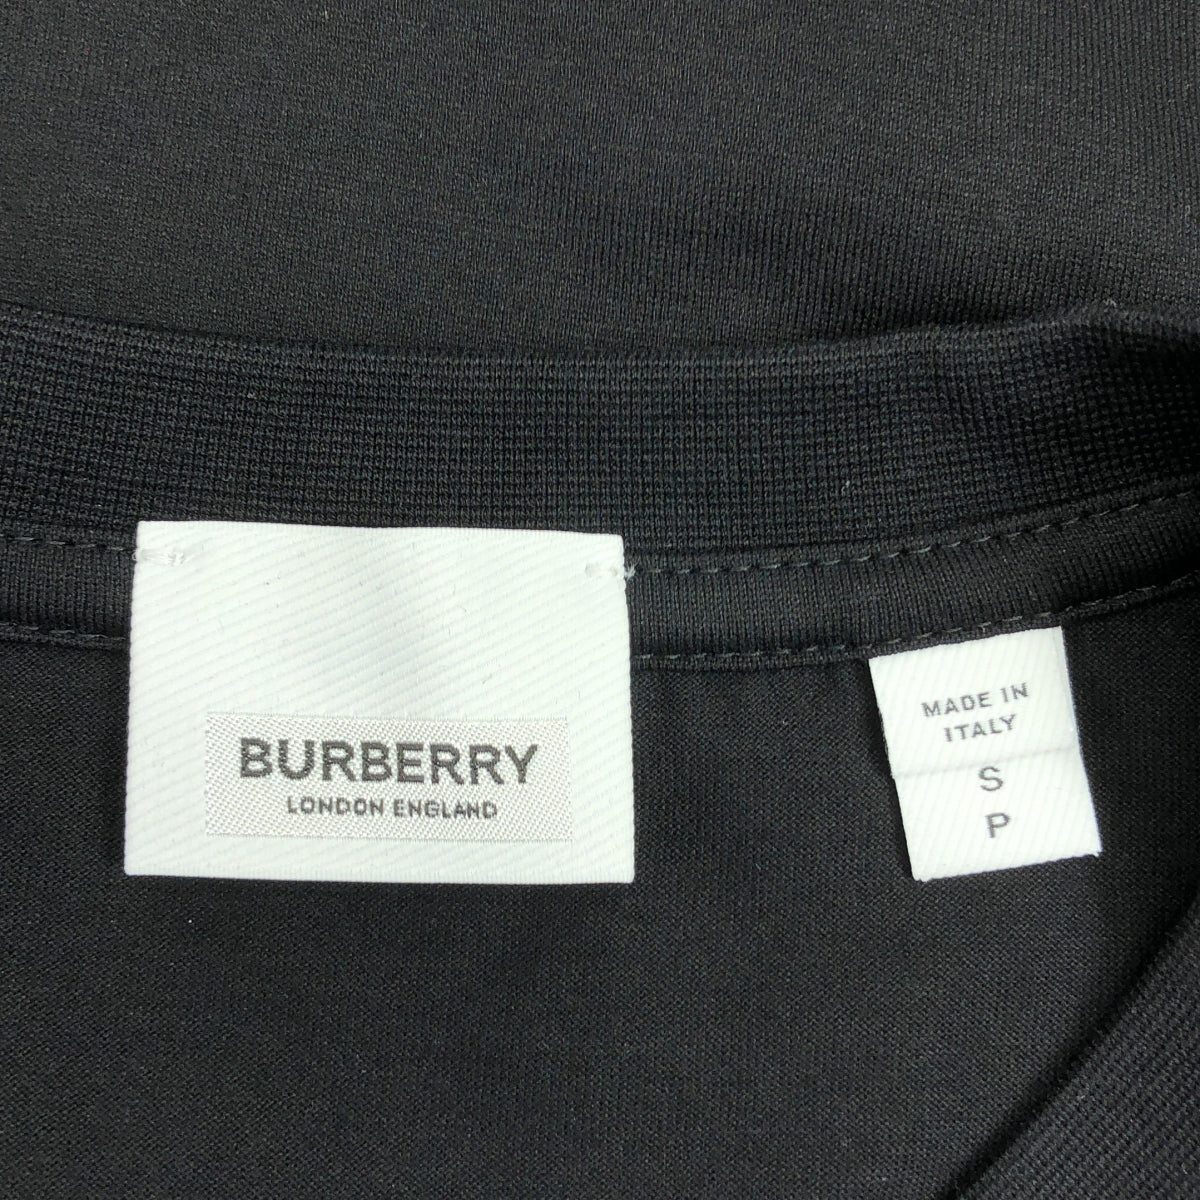 BURBERRY
LONDON ENGLAND
MADE IN
ITALY
S
P